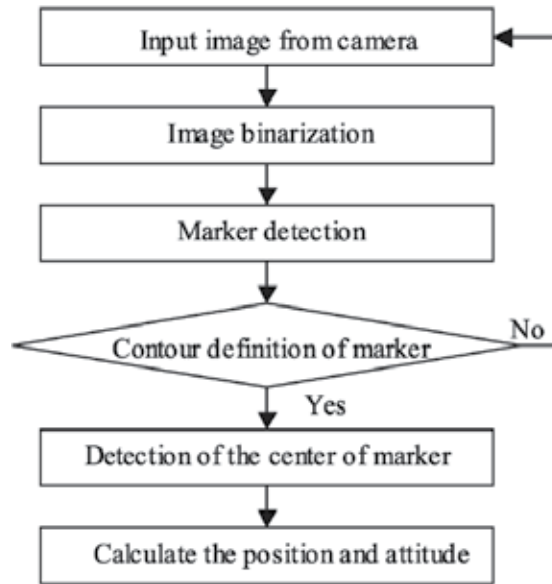 Input image from camera
Image binarization
Marker detection
Contour definition of marker
No
Yes
Detection of the center of marker
Calculate the position and attitude